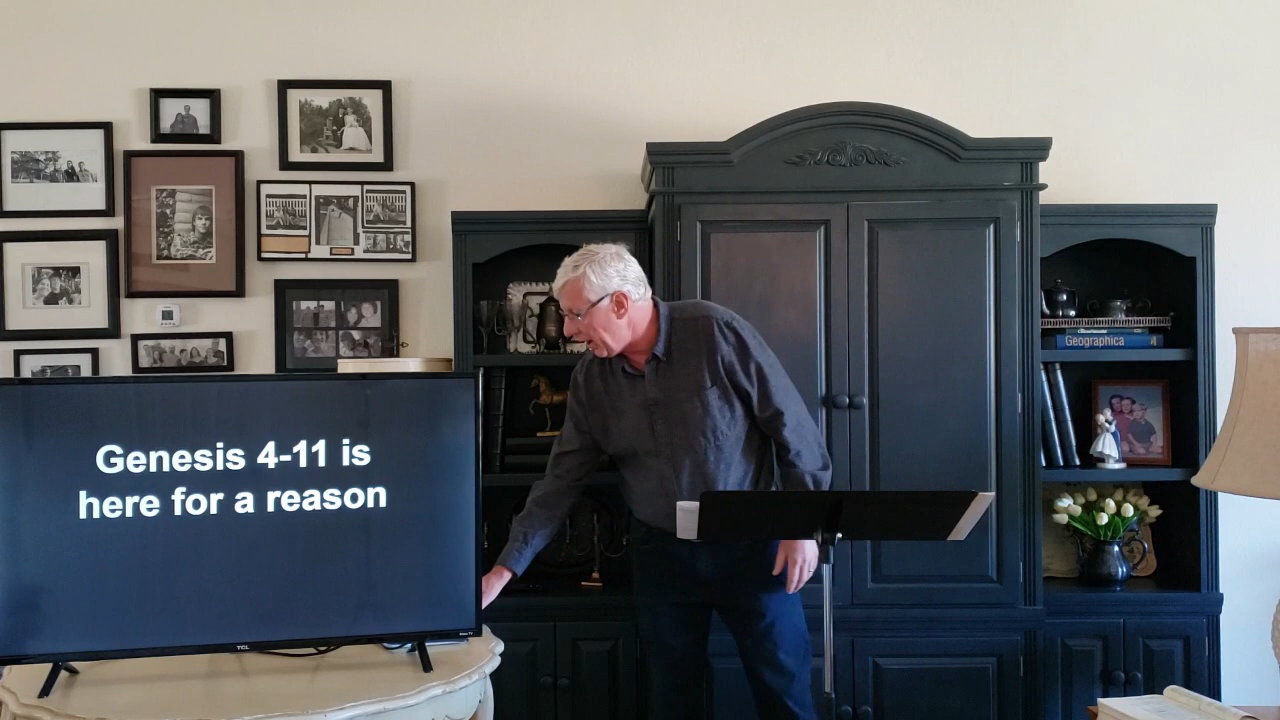 Genesis 4-11 is
here for a reason
Geographica
TCL